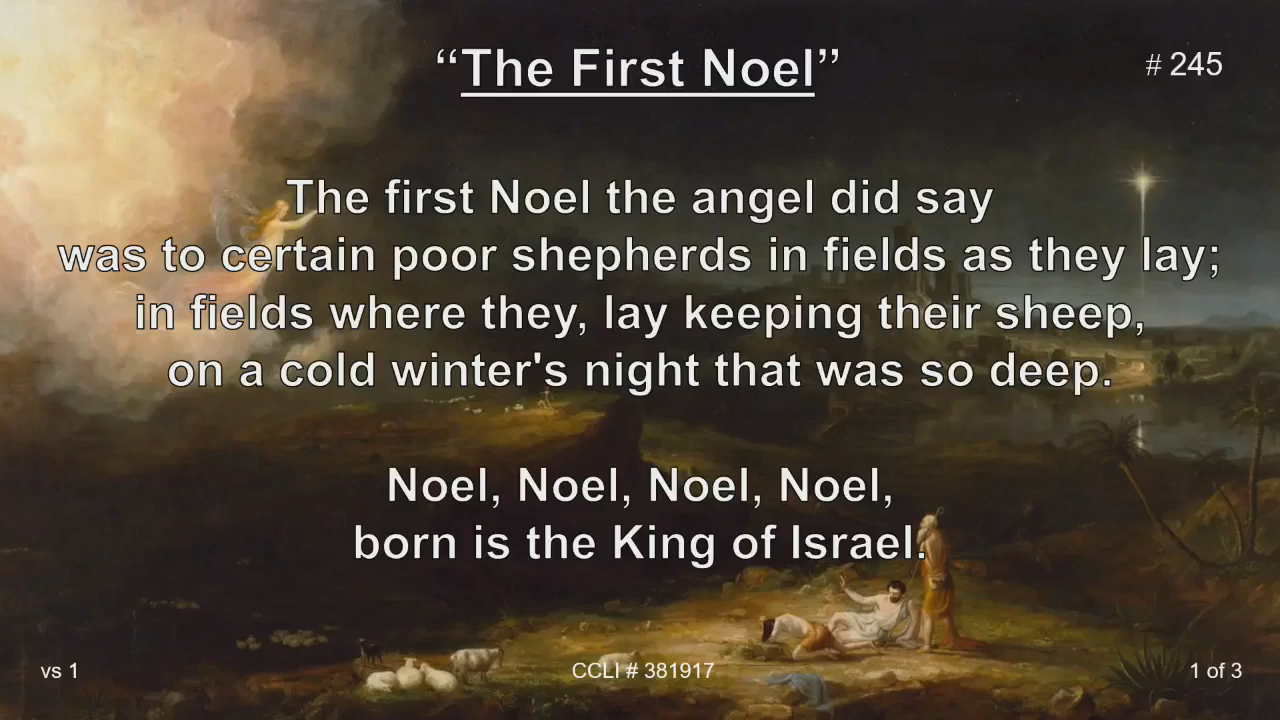 “The First Noel”
# 245
The first Noel the angel did say
was to certain poor shepherds in fields as they lay;
in fields where they, lay keeping their sheep,
on a cold winter's night that was so deep.
Noel, Noel, Noel, Noel,
born is the King of Israel.
vs 1
CCLI # 381917
1 of 3